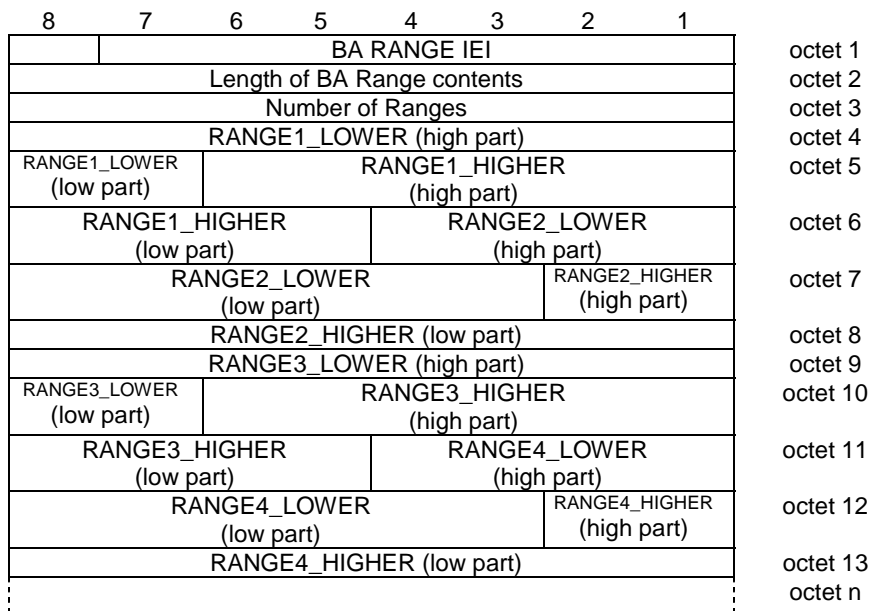 8 7 6 5 4 3 2 1
BA RANGE IEI octet 1
Length of BA Range contents octet 2
Number of Ranges octet 3
RANGE1_LOWER (high part) octet 4
RANGE1_LOWER RANGE1_HIGHER octet 5
(low part) (high part)
RANGE1_HIGHER RANGE2_LOWER octet 6
(low part) (high part)
RANGE2_LOWER RANGE2_HIGHER octet 7
(low part) (high part)
RANGE2_HIGHER (low part) octet 8
RANGE3_LOWER (high part) octet 9
RANGE3_LOWER RANGE3_HIGHER octet 10
(low part) (high part)
RANGE3_HIGHER RANGE4_LOWER octet 11
(low part) (high part)
RANGE4_LOWER RANGE4_HIGHER octet 12
(low part) (high part)
RANGE4_HIGHER (low part) octet 13
octet n